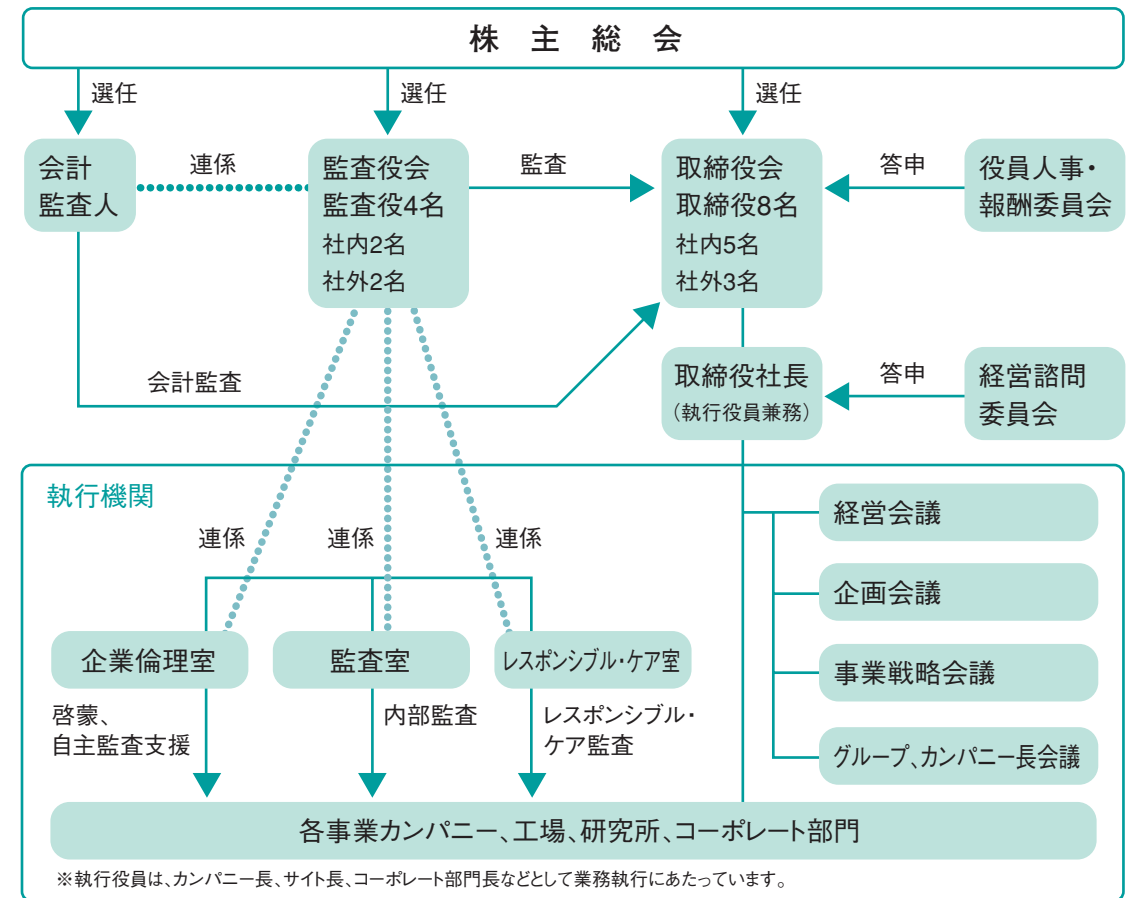 株主総会
選任
選任
選任
会計
監査人
連係
監査役会
監査役4名
社内2名
社外2名
監査
取締役会
取締役8名
社内5名
社外3名
答申
役員人事・
報酬委員会
会計監査
取締役社長
(執行役員兼務)
答申
経営諮問
委員会
執行機関
連係
連係
連係
経営会議
企画会議
事業戦略会議
グループ、カンパニー長会議
企業倫理室
監査室
レスポンシブル・ケア室
啓蒙、
自主監査支援
内部監査
レスポンシブル・
ケア監査
各事業カンパニー、工場、研究所、コーポレート部門
※執行役員は、カンパニー長、サイト長、コーポレート部門長などとして業務執行にあたっています。